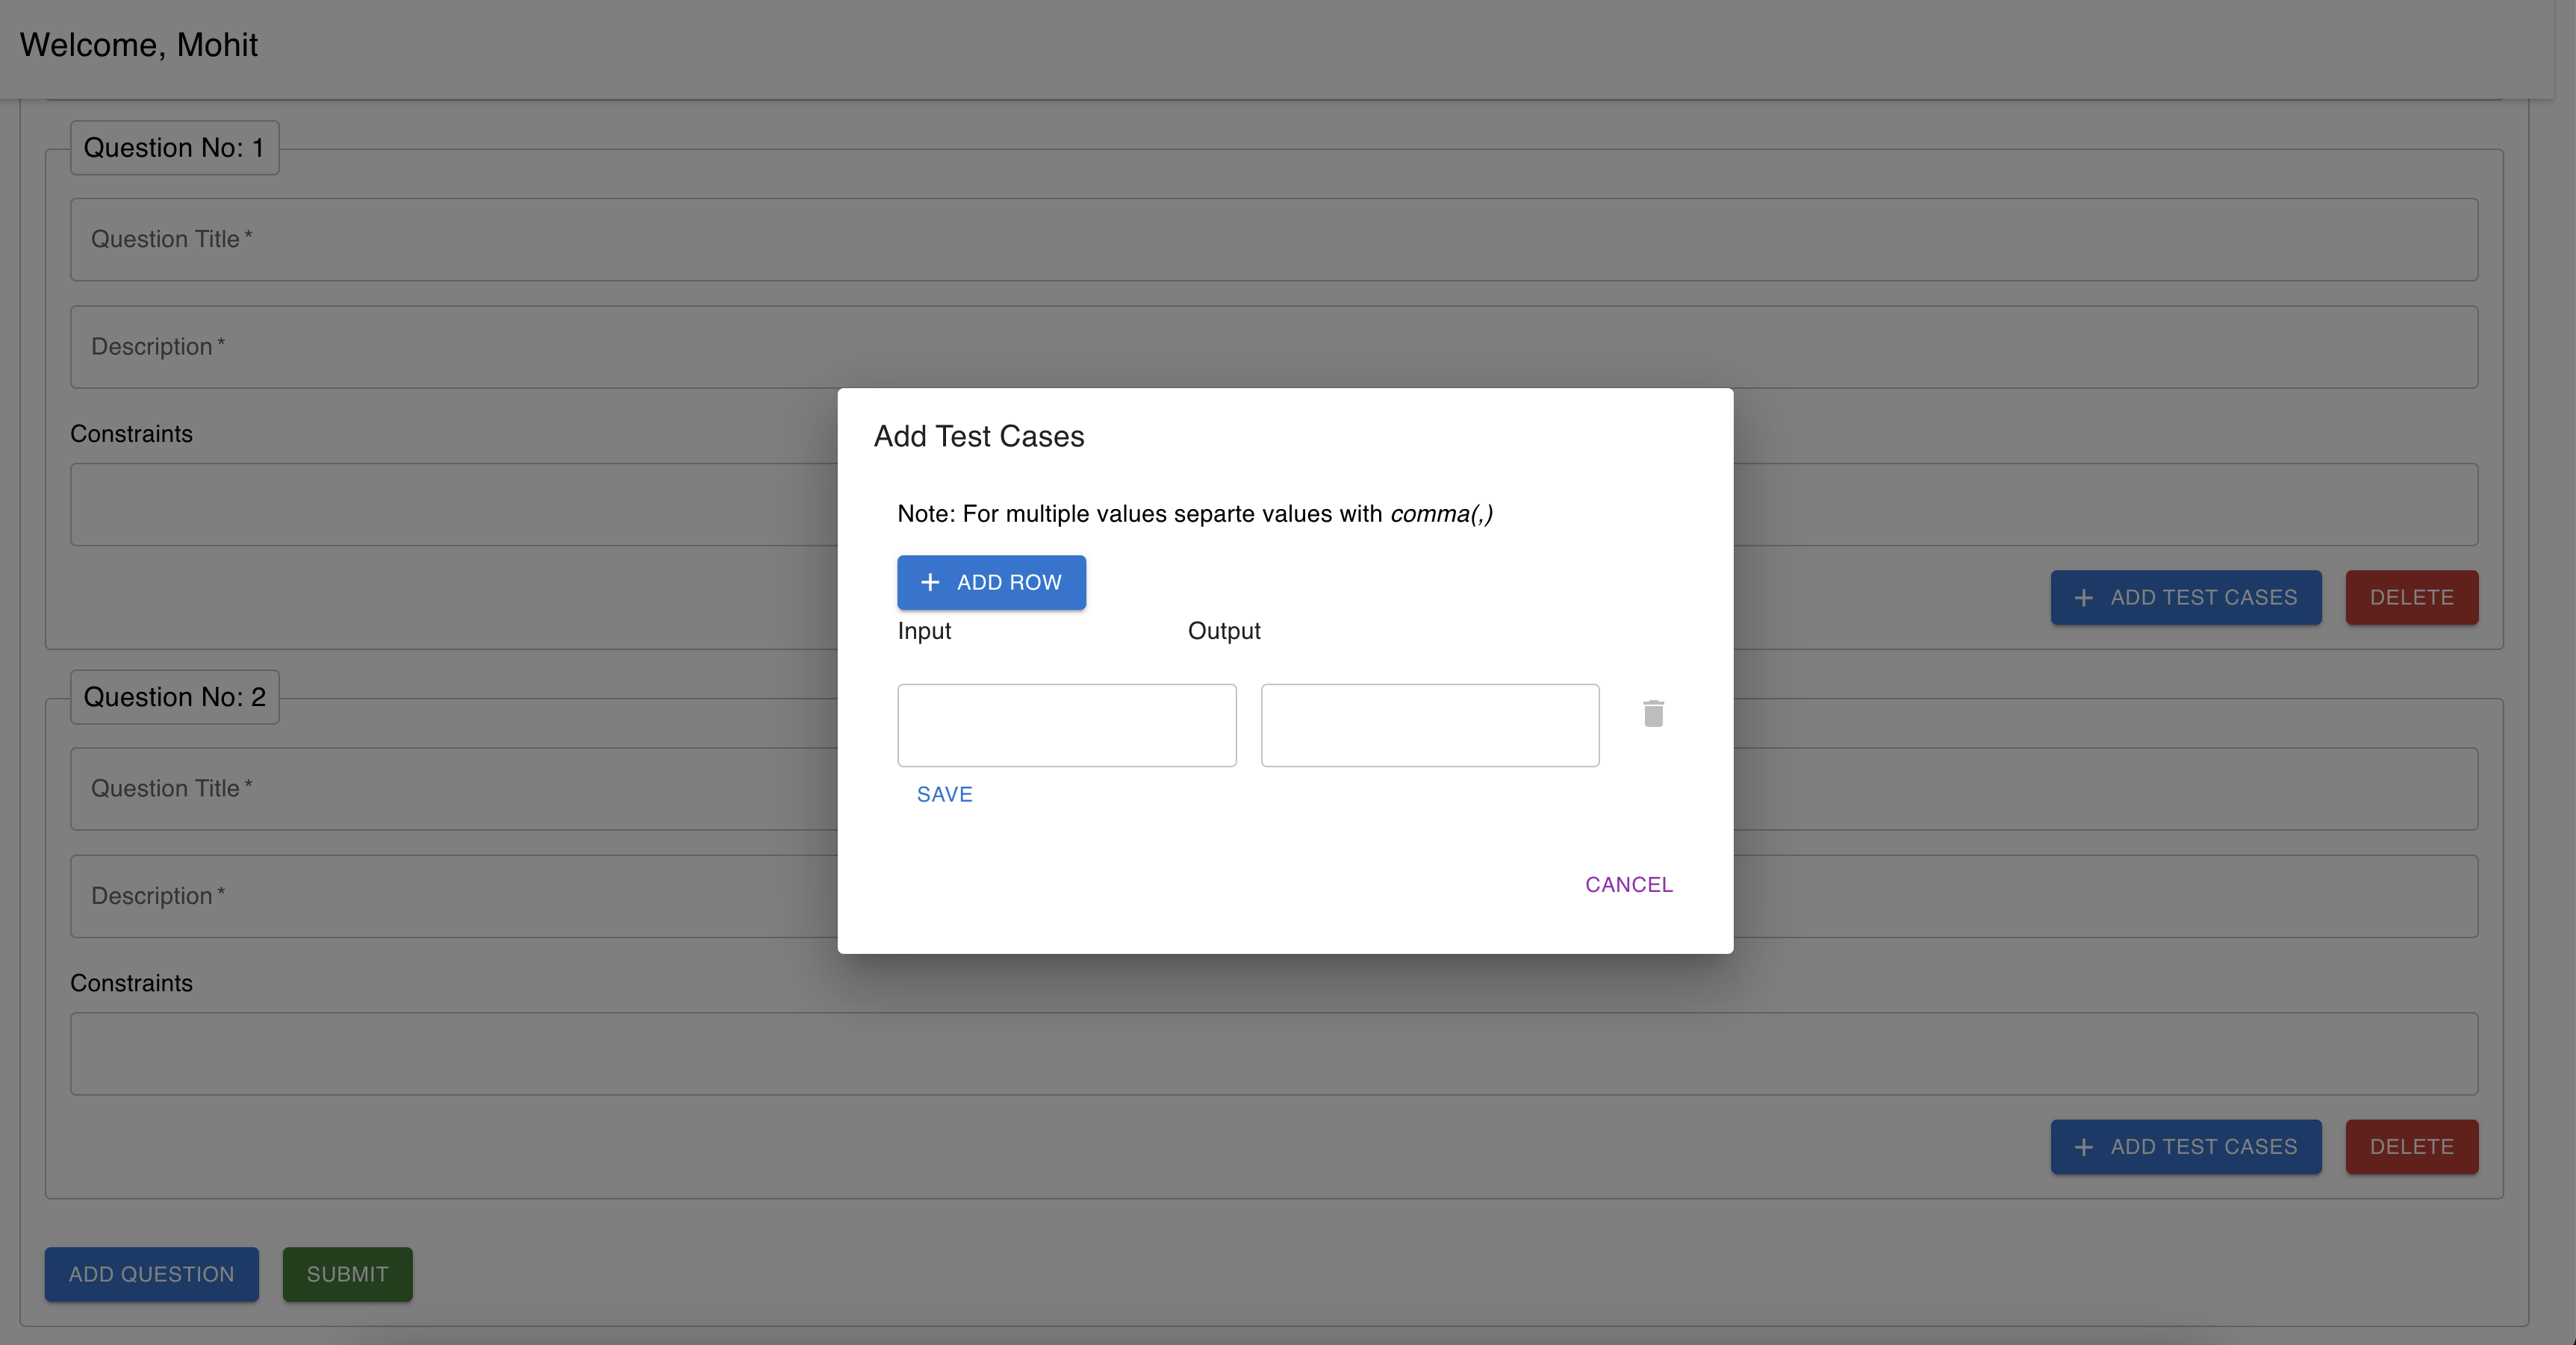 Welcome, Mohit
Question No: 1
Question Title *
Description *
Constraints
+ ADD TEST CASES
DELETE
Add Test Cases
Note: For multiple values separte values with comma(,)
+ ADD ROW
Input
Output
SAVE
CANCEL
Question No: 2
Question Title *
Description *
Constraints
+ ADD TEST CASES
DELETE
ADD QUESTION
SUBMIT